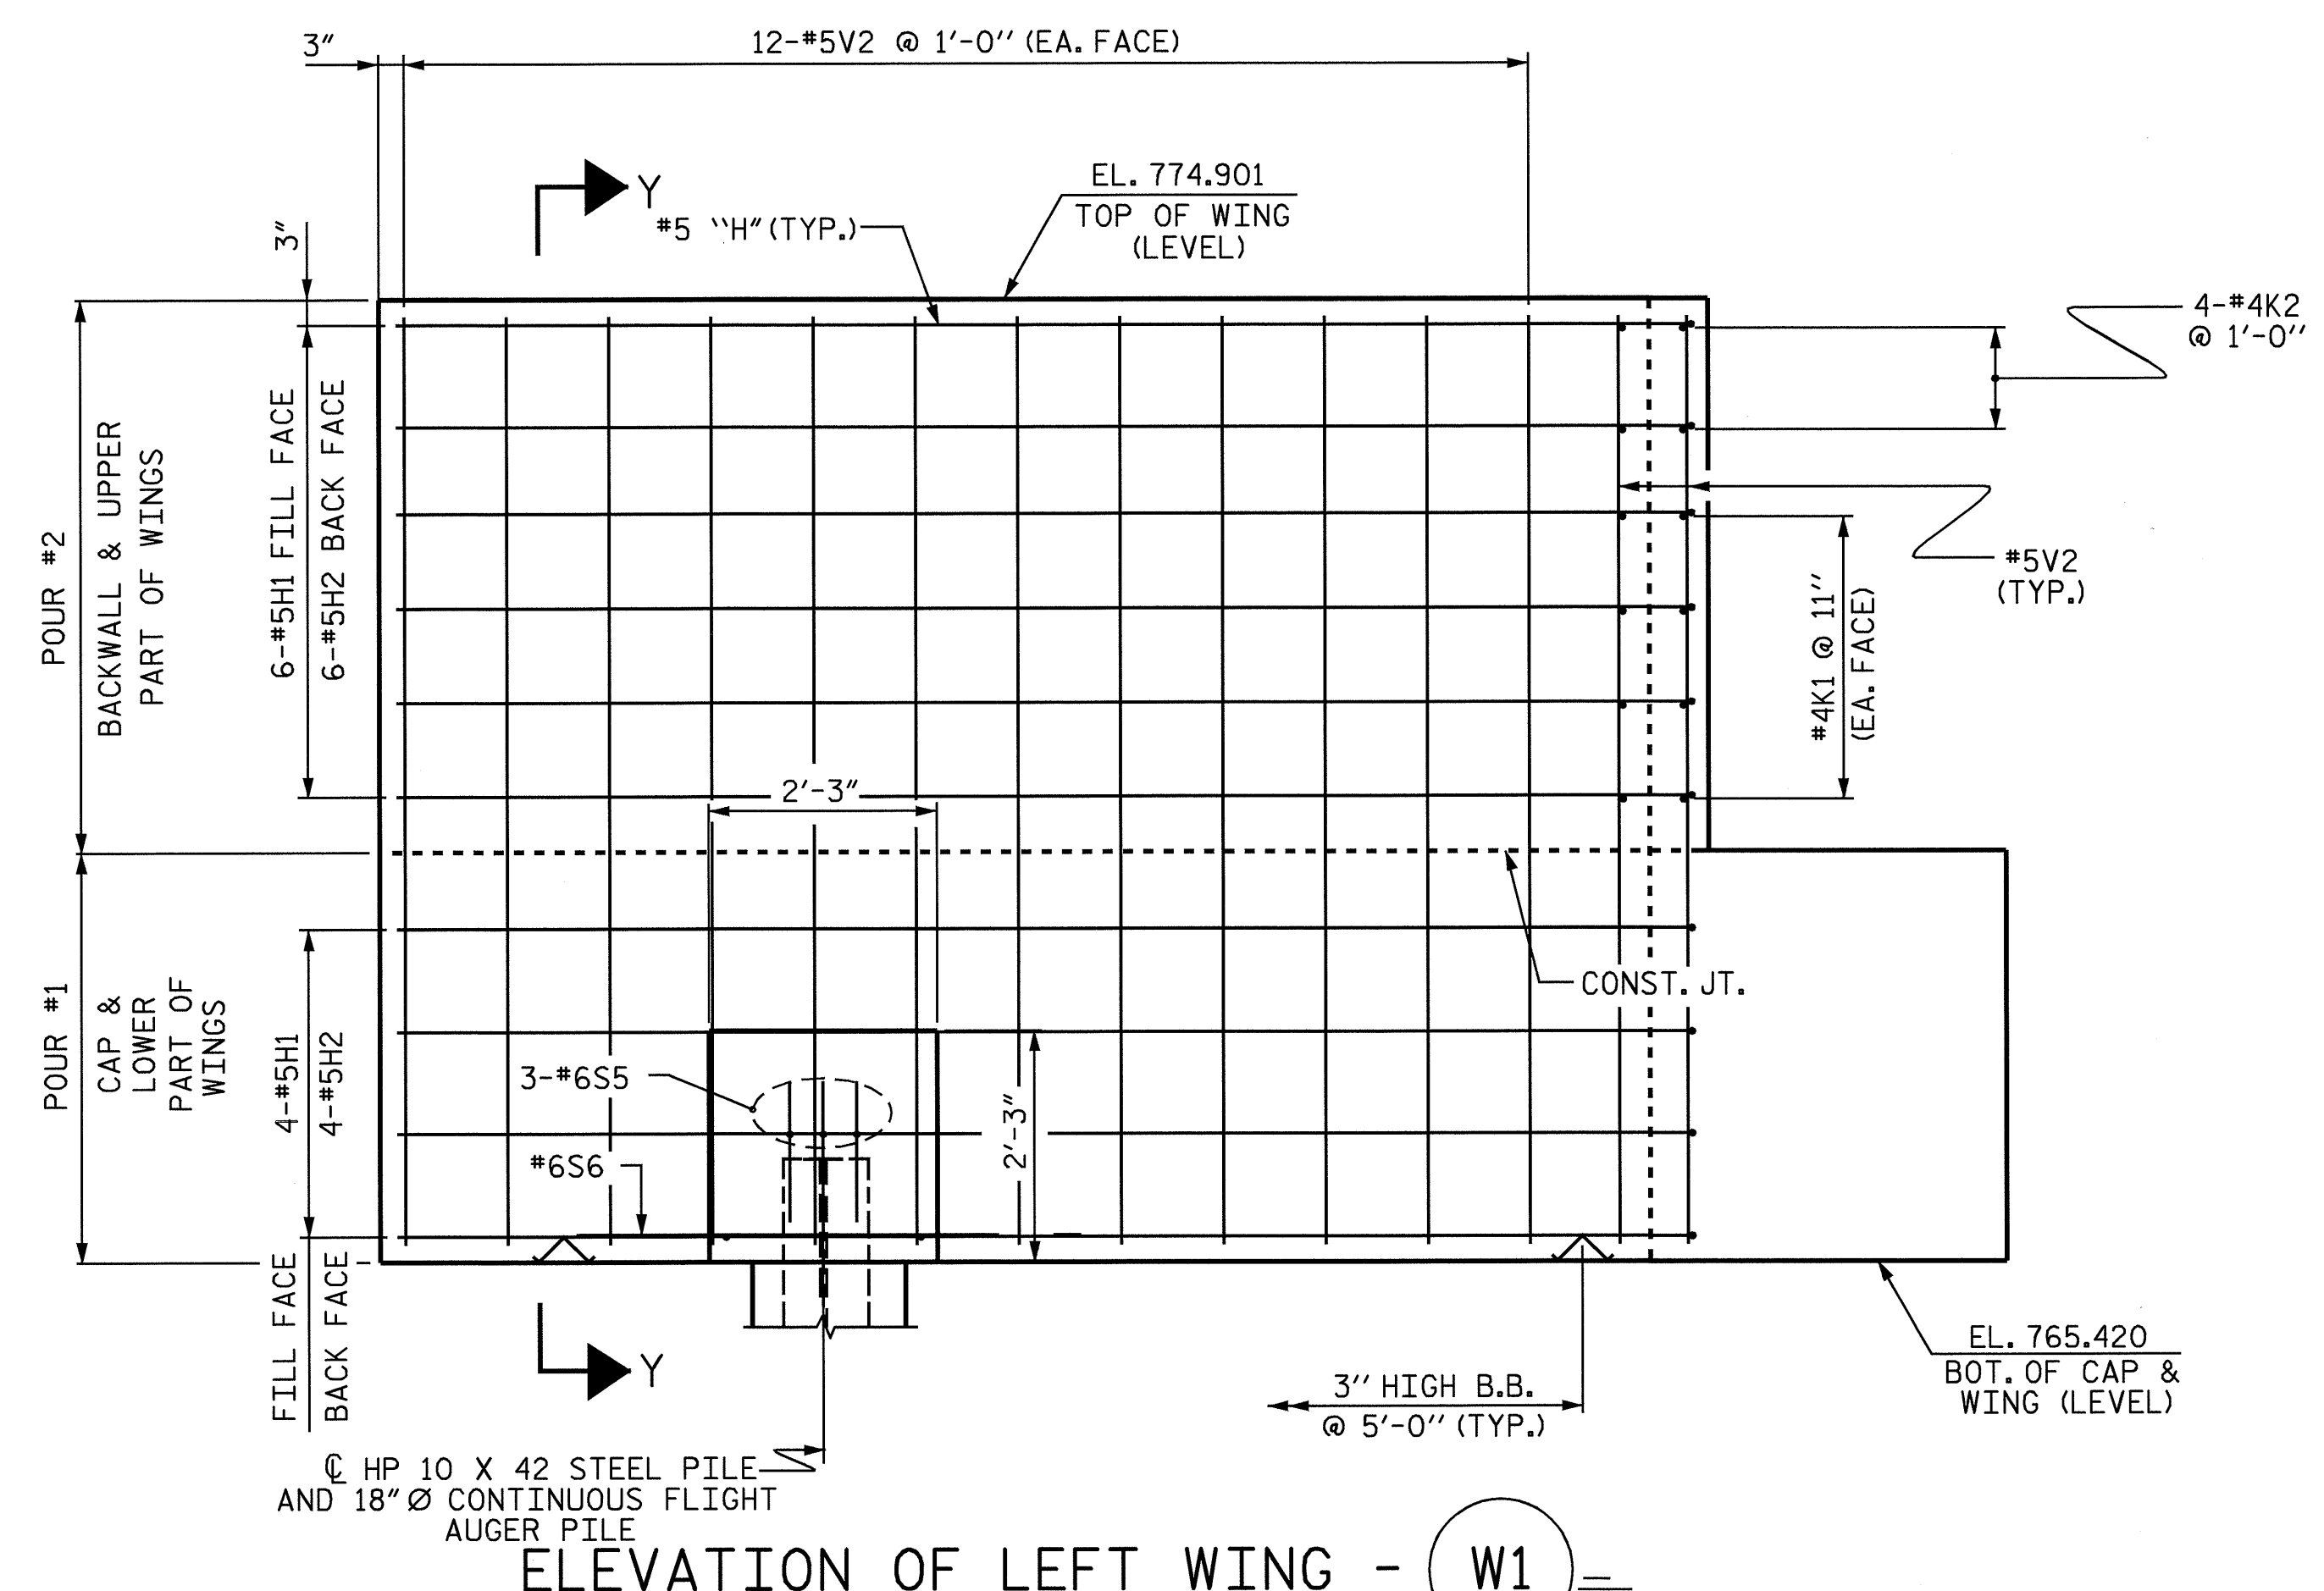 3"
12-#5V2 @ 1'-0" (EA. FACE)
Y
#5 "H" (TYP.)
EL. 774.901
TOP OF WING
(LEVEL)
3"
4-#4K2
@ 1'-0"
POUR #2
BACKWALL & UPPER
PART OF WINGS
6-#5H1 FILL FACE
6-#5H2 BACK FACE
#5V2
(TYP.)
#4K1 @ 11"
(EA. FACE)
2'-3"
CONST. JT.
POUR #1
CAP &
LOWER
PART OF
WINGS
4-#5H1
4-#5H2
3-#6S5
#6S6
2'-3"
FILL FACE
BACK FACE
Y
3" HIGH B.B.
@ 5'-0" (TYP.)
EL. 765.420
BOT. OF CAP &
WING (LEVEL)
℄ HP 10 X 42 STEEL PILE
AND 18" Ø CONTINUOUS FLIGHT
AUGER PILE
ELEVATION OF LEFT WING - W1